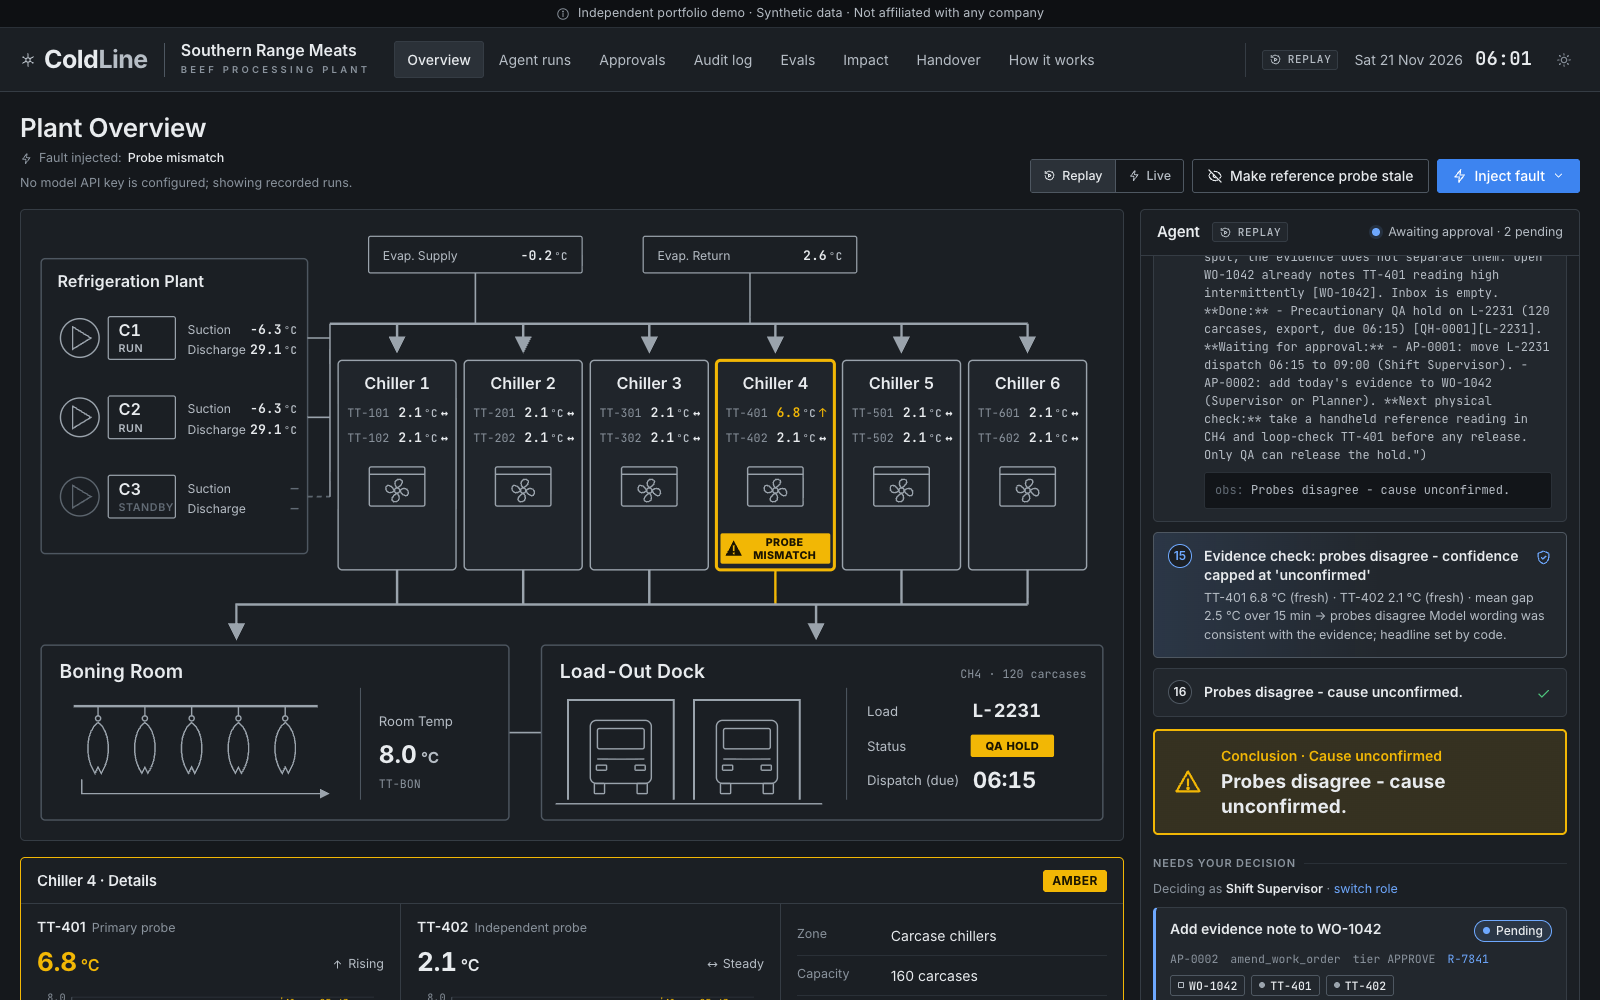 Independent portfolio demo · Synthetic data · Not affiliated with any company
ColdLine
Southern Range Meats
BEEF PROCESSING PLANT
Overview
Agent runs
Approvals
Audit log
Evals
Impact
Handover
How it works
REPLAY
Sat 21 Nov 2026 06:01
Plant Overview
Fault injected: Probe mismatch
No model API key is configured; showing recorded runs.
Replay
Live
Make reference probe stale
Inject fault
Evap. Supply -0.2 °C
Evap. Return 2.6 °C
Refrigeration Plant
C1
RUN
Suction -6.3 °C
Discharge 29.1 °C
C2
RUN
Suction -6.3 °C
Discharge 29.1 °C
C3
STANDBY
Suction —
Discharge —
Chiller 1
TT-101 2.1 °C ↔
TT-102 2.1 °C ↔
Chiller 2
TT-201 2.1 °C ↔
TT-202 2.1 °C ↔
Chiller 3
TT-301 2.1 °C ↔
TT-302 2.1 °C ↔
Chiller 4
TT-401 6.8 °C ↑
TT-402 2.1 °C ↔
PROBE
MISMATCH
Chiller 5
TT-501 2.1 °C ↔
TT-502 2.1 °C ↔
Chiller 6
TT-601 2.1 °C ↔
TT-602 2.1 °C ↔
Boning Room
Room Temp
8.0 °C
TT-BON
Load-Out Dock
CH4 · 120 carcases
Load L-2231
Status QA HOLD
Dispatch (due) 06:15
Chiller 4 · Details
AMBER
TT-401 Primary probe
6.8 °C
↑ Rising
8.0
TT-402 Independent probe
2.1 °C
↔ Steady
8.0
Zone Carcase chillers
Capacity 160 carcases
Agent
REPLAY
Awaiting approval · 2 pending
spot, the evidence does not separate them. Open
WO-1042 already notes TT-401 reading high
intermittently [WO-1042]. Inbox is empty.
**Done:** - Precautionary QA hold on L-2231 (120
carcases, export, due 06:15) [QH-0001][L-2231].
**Waiting for approval:** - AP-0001: move L-2231
dispatch 06:15 to 09:00 (Shift Supervisor). -
AP-0002: add today's evidence to WO-1042
(Supervisor or Planner). **Next physical
check:** take a handheld reference reading in
CH4 and loop-check TT-401 before any release.
Only QA can release the hold.")
obs: Probes disagree - cause unconfirmed.
15
Evidence check: probes disagree - confidence
capped at 'unconfirmed'
TT-401 6.8 °C (fresh) · TT-402 2.1 °C (fresh) · mean gap
2.5 °C over 15 min → probes disagree Model wording was
consistent with the evidence; headline set by code.
16
Probes disagree - cause unconfirmed.
Conclusion · Cause unconfirmed
Probes disagree - cause
unconfirmed.
NEEDS YOUR DECISION
Deciding as Shift Supervisor · switch role
Add evidence note to WO-1042
Pending
AP-0002 amend_work_order tier APPROVE R-7841
WO-1042
TT-401
TT-402